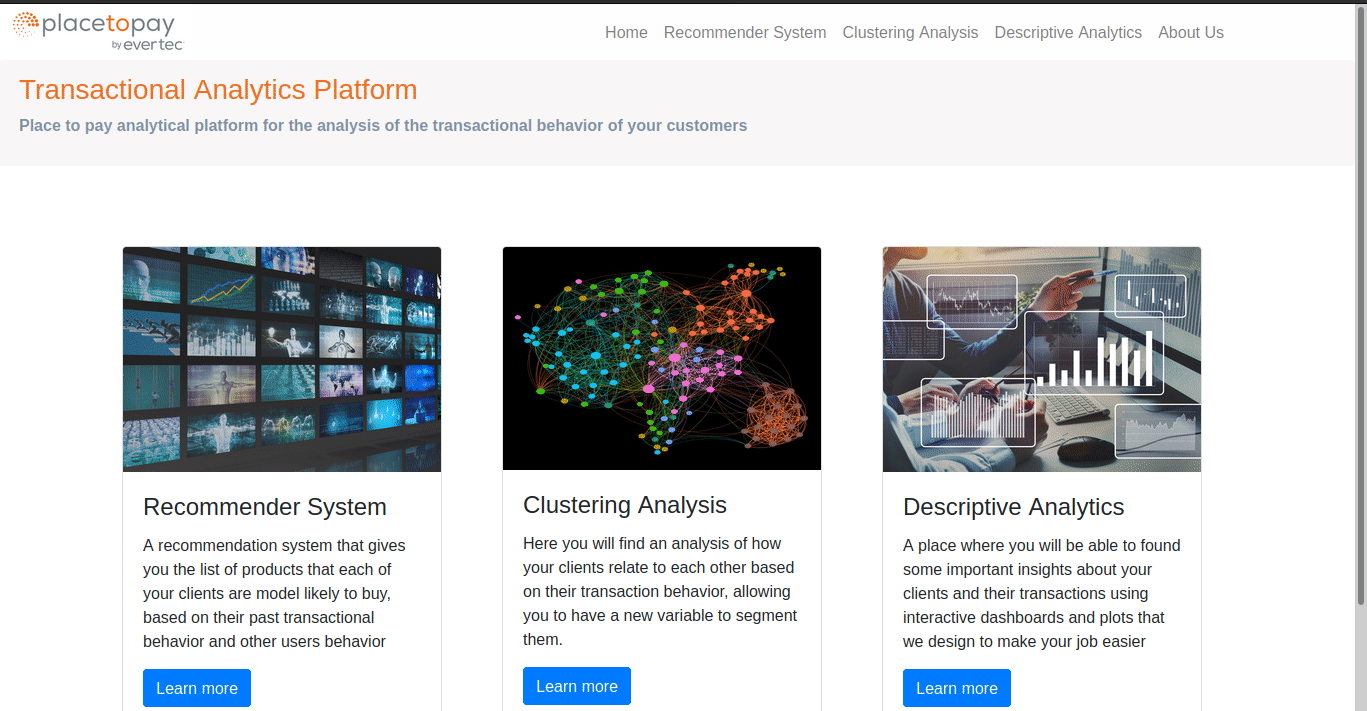 placetopay
by evertec
Home Recommender System Clustering Analysis Descriptive Analytics About Us
Transactional Analytics Platform
Place to pay analytical platform for the analysis of the transactional behavior of your customers
Recommender System
A recommendation system that gives
you the list of products that each of
your clients are model likely to buy,
based on their past transactional
behavior and other users behavior
Learn more
Clustering Analysis
Here you will find an analysis of how
your clients relate to each other based
on their transaction behavior, allowing
you to have a new variable to segment
them.
Learn more
Descriptive Analytics
A place where you will be able to found
some important insights about your
clients and their transactions using
interactive dashboards and plots that
we design to make your job easier
Learn more